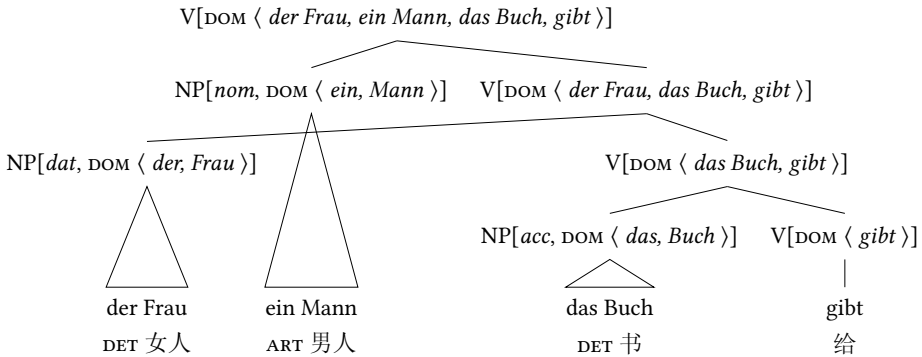 V[DOM ⟨ der Frau, ein Mann, das Buch, gibt ⟩]
NP[nom, DOM ⟨ ein, Mann ⟩] V[DOM ⟨ der Frau, das Buch, gibt ⟩]
NP[dat, DOM ⟨ der, Frau ⟩] V[DOM ⟨ das Buch, gibt ⟩]
NP[acc, DOM ⟨ das, Buch ⟩] V[DOM ⟨ gibt ⟩]
der Frau ein Mann das Buch gibt
DET 女人 ART 男人 DET 书 给